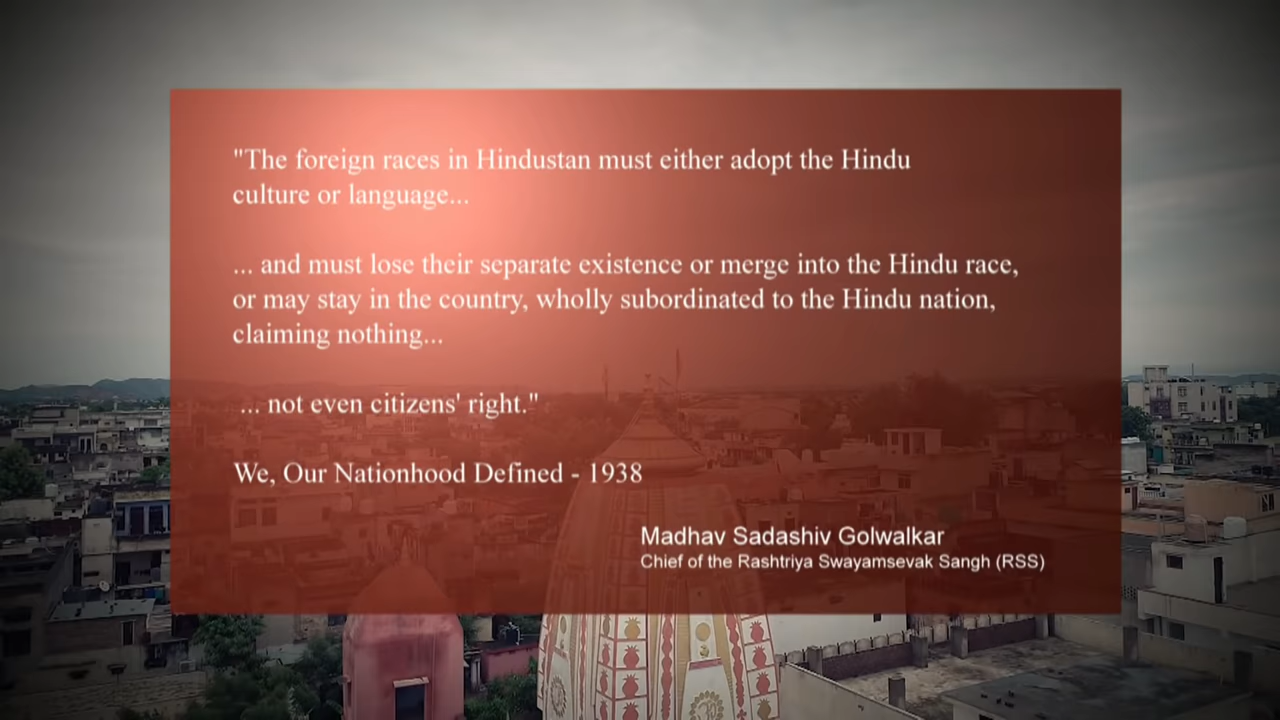 "The foreign races in Hindustan must either adopt the Hindu
culture or language...
... and must lose their separate existence or merge into the Hindu race,
or may stay in the country, wholly subordinated to the Hindu nation,
claiming nothing...
... not even citizens' right."
We, Our Nationhood Defined - 1938
Madhav Sadashiv Golwalkar
Chief of the Rashtriya Swayamsevak Sangh (RSS)